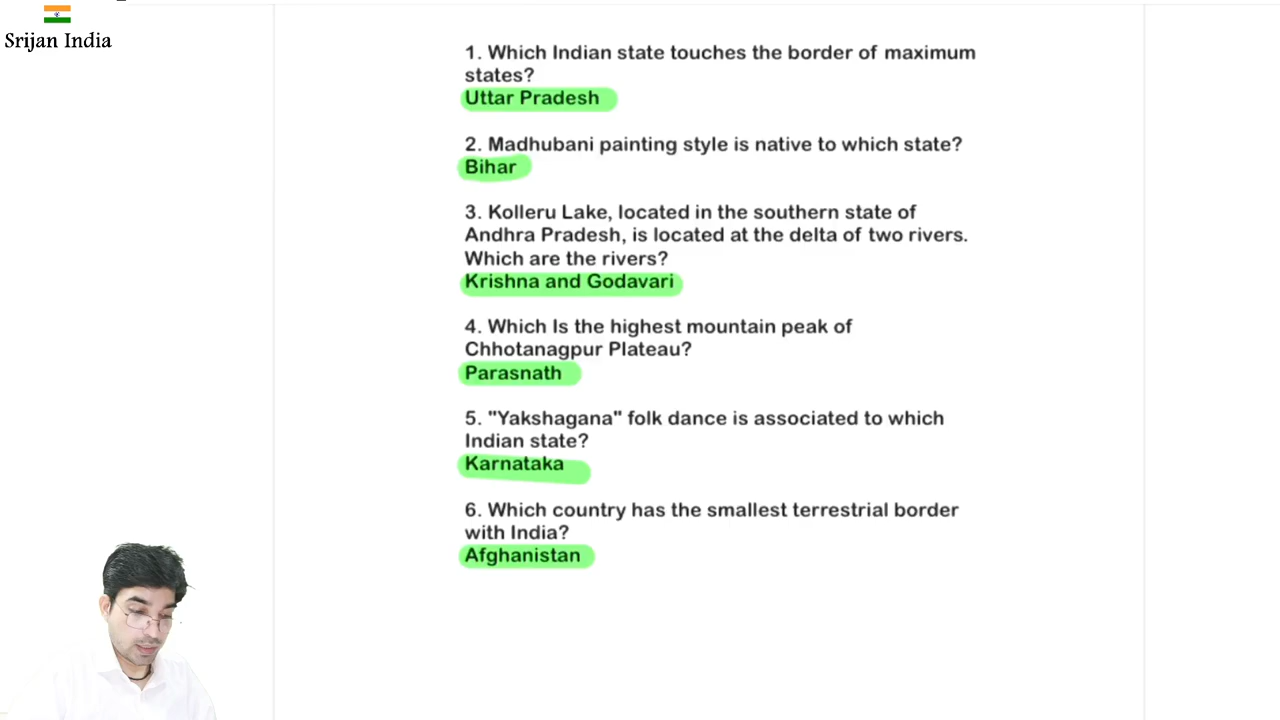 Srijan India
1. Which Indian state touches the border of maximum
states?
Uttar Pradesh
2. Madhubani painting style is native to which state?
Bihar
3. Kolleru Lake, located in the southern state of
Andhra Pradesh, is located at the delta of two rivers.
Which are the rivers?
Krishna and Godavari
4. Which Is the highest mountain peak of
Chhotanagpur Plateau?
Parasnath
5. "Yakshagana" folk dance is associated to which
Indian state?
Karnataka
6. Which country has the smallest terrestrial border
with India?
Afghanistan